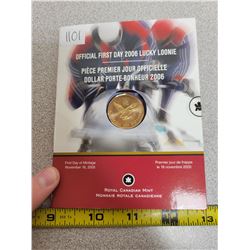 1101
OFFICIAL FIRST DAY 2006 LUCKY LOONIE
PIÈCE PREMIER JOUR OFFICIELLE
DOLLAR PORTE-BONHEUR 2006
First Day of Mintage
November 16, 2005
Premier jour de frappe
le 16 novembre 2005
ROYAL CANADIAN MINT
MONNAIE ROYALE CANADIENNE
9 10 11 12 13